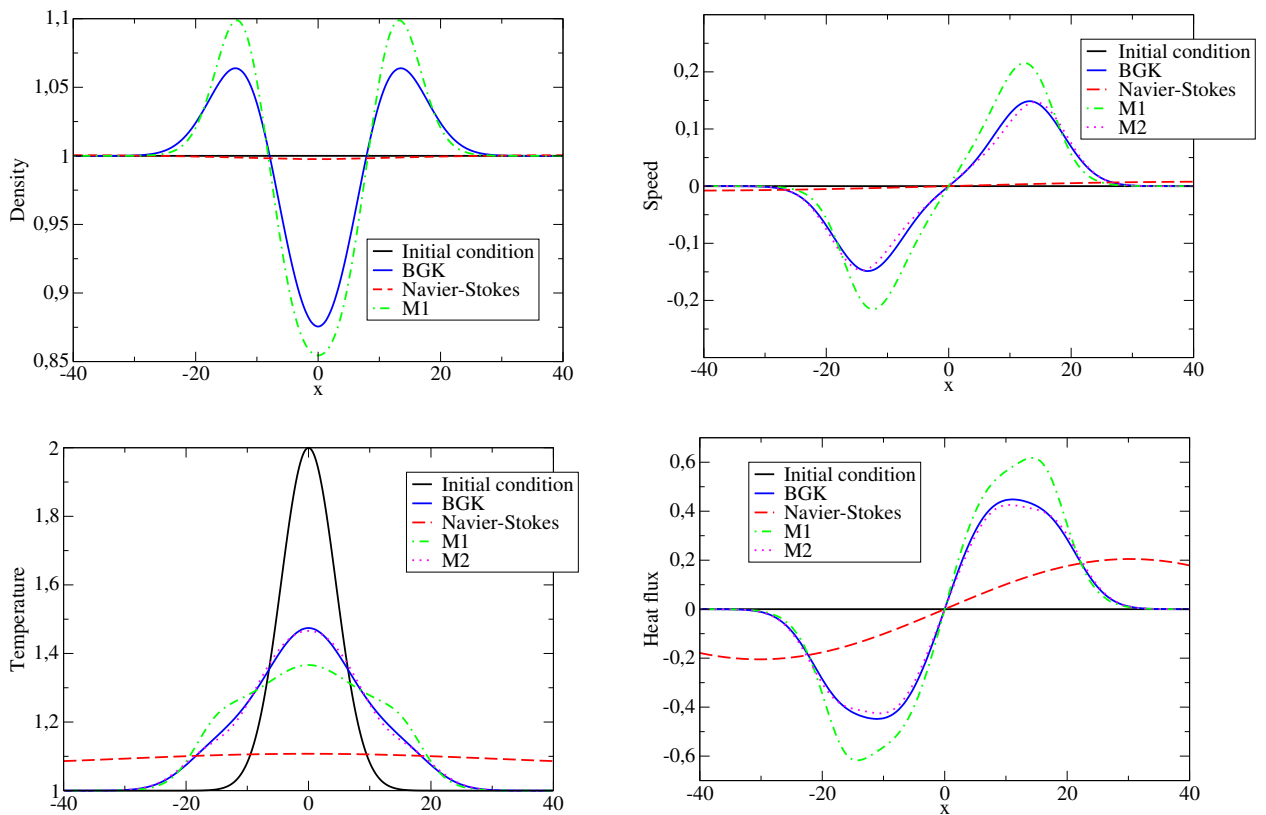 1,1
1,05
1
0,95
0,9
0,85
-40 -20 0 20 40
x
Density
Initial condition
BGK
Navier-Stokes
M1
0,2
0,1
0
-0,1
-0,2
-40 -20 0 20 40
x
Speed
Initial condition
BGK
Navier-Stokes
M1
M2
2
1,8
1,6
1,4
1,2
1
-40 -20 0 20 40
Temperature
Initial condition
BGK
Navier-Stokes
M1
M2
0,6
0,4
0,2
0
-0,2
-0,4
-0,6
-40 -20 0 20 40
x
Heat flux
Initial condition
BGK
Navier-Stokes
M1
M2